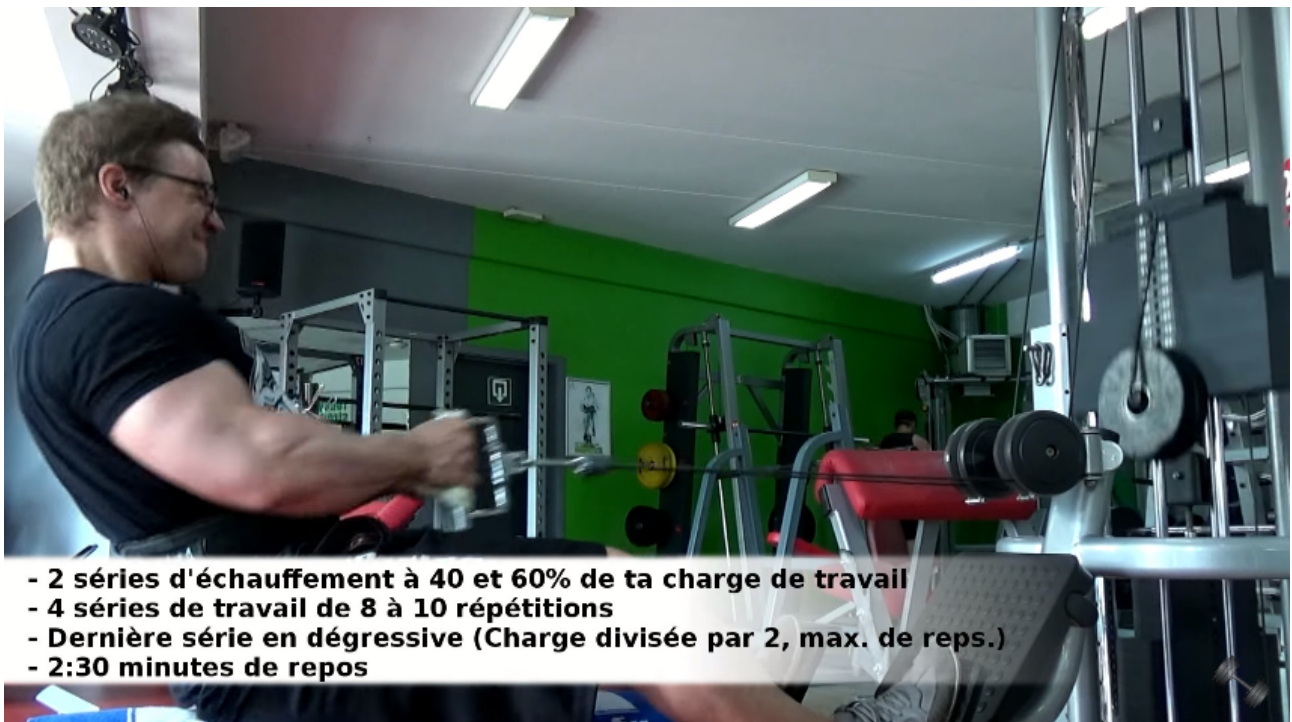 - 2 séries d'échauffement à 40 et 60% de ta charge de travail
- 4 séries de travail de 8 à 10 répétitions
- Dernière série en dégressive (Charge divisée par 2, max. de reps.)
- 2:30 minutes de repos